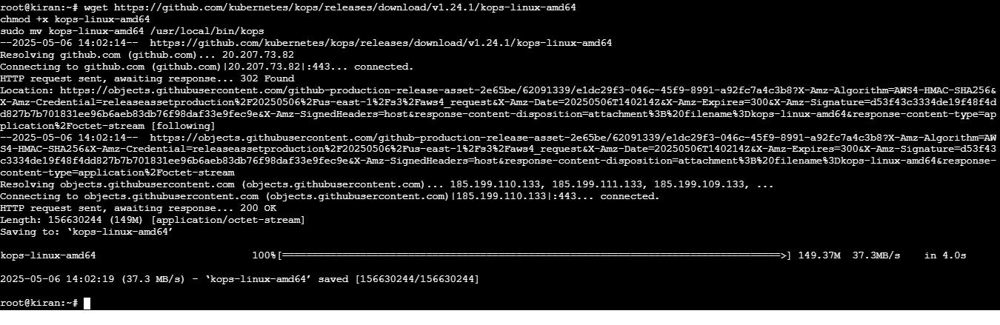 root@kiran:~# wget https://github.com/kubernetes/kops/releases/download/v1.24.1/kops-linux-amd64
chmod +x kops-linux-amd64
sudo mv kops-linux-amd64 /usr/local/bin/kops
--2025-05-06 14:02:14--  https://github.com/kubernetes/kops/releases/download/v1.24.1/kops-linux-amd64
Resolving github.com (github.com)... 20.207.73.82
Connecting to github.com (github.com)|20.207.73.82|:443... connected.
HTTP request sent, awaiting response... 302 Found
Location: https://objects.githubusercontent.com/github-production-release-asset-2e65be/62091339/e1dc29f3-046c-45f9-8991-a92fc7a4c3b8?X-Amz-Algorithm=AWS4-HMAC-SHA256&
X-Amz-Credential=releaseassetproduction%2F20250506%2Fus-east-1%2Fs3%2Faws4_request&X-Amz-Date=20250506T140214Z&X-Amz-Expires=300&X-Amz-Signature=d53f43c3334de19f48f4d
d827b7b701831ee96b6aeb83db76f98daf33e9fec9e&X-Amz-SignedHeaders=host&response-content-disposition=attachment%3B%20filename%3Dkops-linux-amd64&response-content-type=ap
plication%2Foctet-stream [following]
--2025-05-06 14:02:14--  https://objects.githubusercontent.com/github-production-release-asset-2e65be/62091339/e1dc29f3-046c-45f9-8991-a92fc7a4c3b8?X-Amz-Algorithm=AW
S4-HMAC-SHA256&X-Amz-Credential=releaseassetproduction%2F20250506%2Fus-east-1%2Fs3%2Faws4_request&X-Amz-Date=20250506T140214Z&X-Amz-Expires=300&X-Amz-Signature=d53f43
c3334de19f48f4dd827b7b701831ee96b6aeb83db76f98daf33e9fec9e&X-Amz-SignedHeaders=host&response-content-disposition=attachment%3B%20filename%3Dkops-linux-amd64&response-
content-type=application%2Foctet-stream
Resolving objects.githubusercontent.com (objects.githubusercontent.com)... 185.199.110.133, 185.199.111.133, 185.199.109.133, ...
Connecting to objects.githubusercontent.com (objects.githubusercontent.com)|185.199.110.133|:443... connected.
HTTP request sent, awaiting response... 200 OK
Length: 156630244 (149M) [application/octet-stream]
Saving to: ‘kops-linux-amd64’
kops-linux-amd64                          100%[===================================================================================>] 149.37M  37.3MB/s    in 4.0s
2025-05-06 14:02:19 (37.3 MB/s) - ‘kops-linux-amd64’ saved [156630244/156630244]
root@kiran:~#